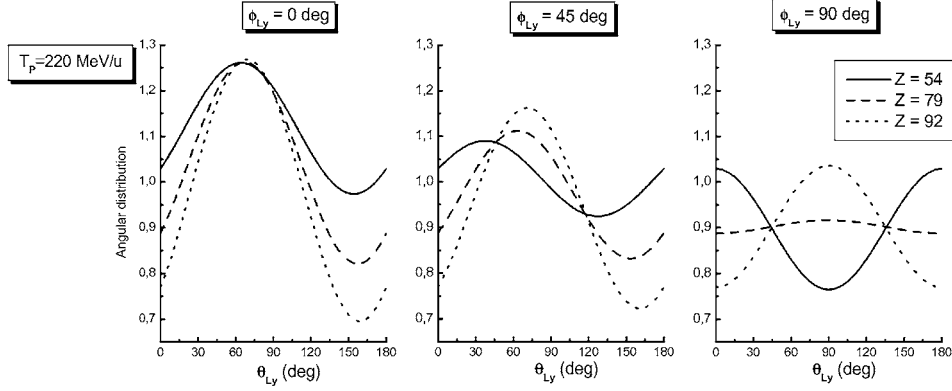 ϕLy = 0 deg
ϕLy = 45 deg
ϕLy = 90 deg
TP=220 MeV/u
Z = 54
Z = 79
Z = 92
Angular distribution
1,3
1,2
1,1
1,0
0,9
0,8
0,7
1,3
1,2
1,1
1,0
0,9
0,8
0,7
1,3
1,2
1,1
1,0
0,9
0,8
0,7
0 30 60 90 120 150 180
0 30 60 90 120 150 180
0 30 60 90 120 150 180
θLy (deg)
θLy (deg)
θLy (deg)